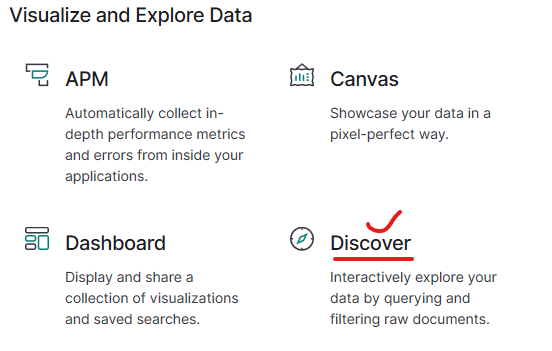 Visualize and Explore Data
APM
Automatically collect in-
depth performance metrics
and errors from inside your
applications.
Canvas
Showcase your data in a
pixel-perfect way.
Dashboard
Display and share a
collection of visualizations
and saved searches.
Discover
Interactively explore your
data by querying and
filtering raw documents.